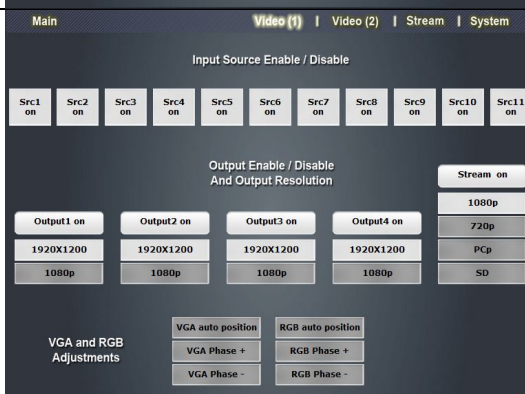 Main Video (1) | Video (2) | Stream | System
Input Source Enable / Disable
Src1 on
Src2 on
Src3 on
Src4 on
Src5 on
Src6 on
Src7 on
Src8 on
Src9 on
Src10 on
Src11 on
Output Enable / Disable
And Output Resolution
Stream on
1080p
720p
PCp
SD
Output1 on
Output2 on
Output3 on
Output4 on
1920X1200
1920X1200
1920X1200
1920X1200
1080p
1080p
1080p
1080p
VGA and RGB
Adjustments
VGA auto position
RGB auto position
VGA Phase +
RGB Phase +
VGA Phase -
RGB Phase -